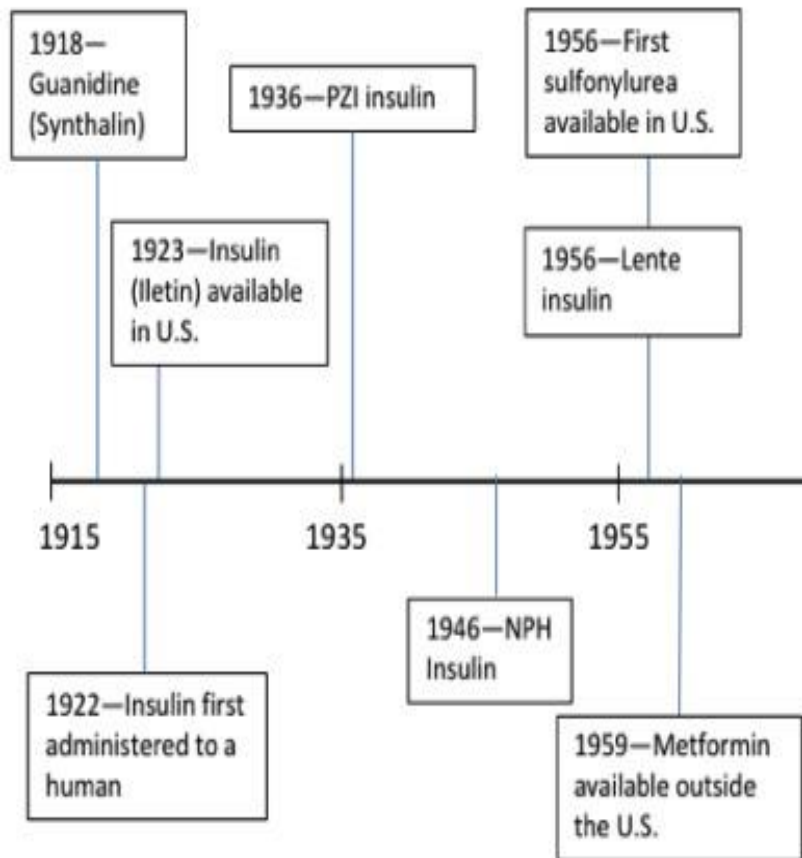 1918—
Guanidine
(Synthalin)
1936—PZI insulin
1956—First
sulfonylurea
available in U.S.
1923—Insulin
(Iletin) available
in U.S.
1956—Lente
insulin
1915
1935
1955
1946—NPH
Insulin
1922—Insulin first
administered to a
human
1959—Metformin
available outside
the U.S.